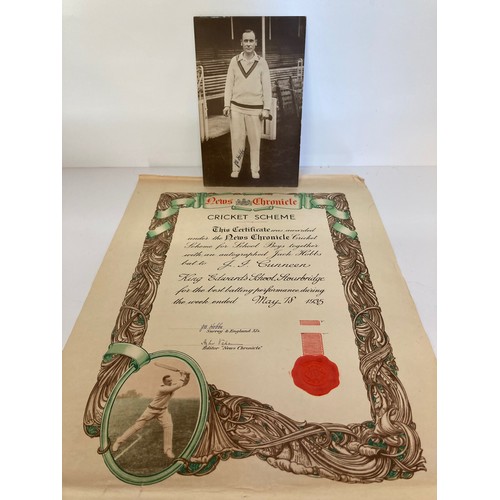 News Chronicle
CRICKET SCHEME
This Certificate was awarded
under the News Chronicle Cricket
Scheme for School Boys together
with an autographed Jack Hobbs
bat to J. J. Cunneen
King Edward's School, Stourbridge
for the best batting performance during
the week ended May 18 1935
Surrey & England XIs.
Editor "News Chronicle"